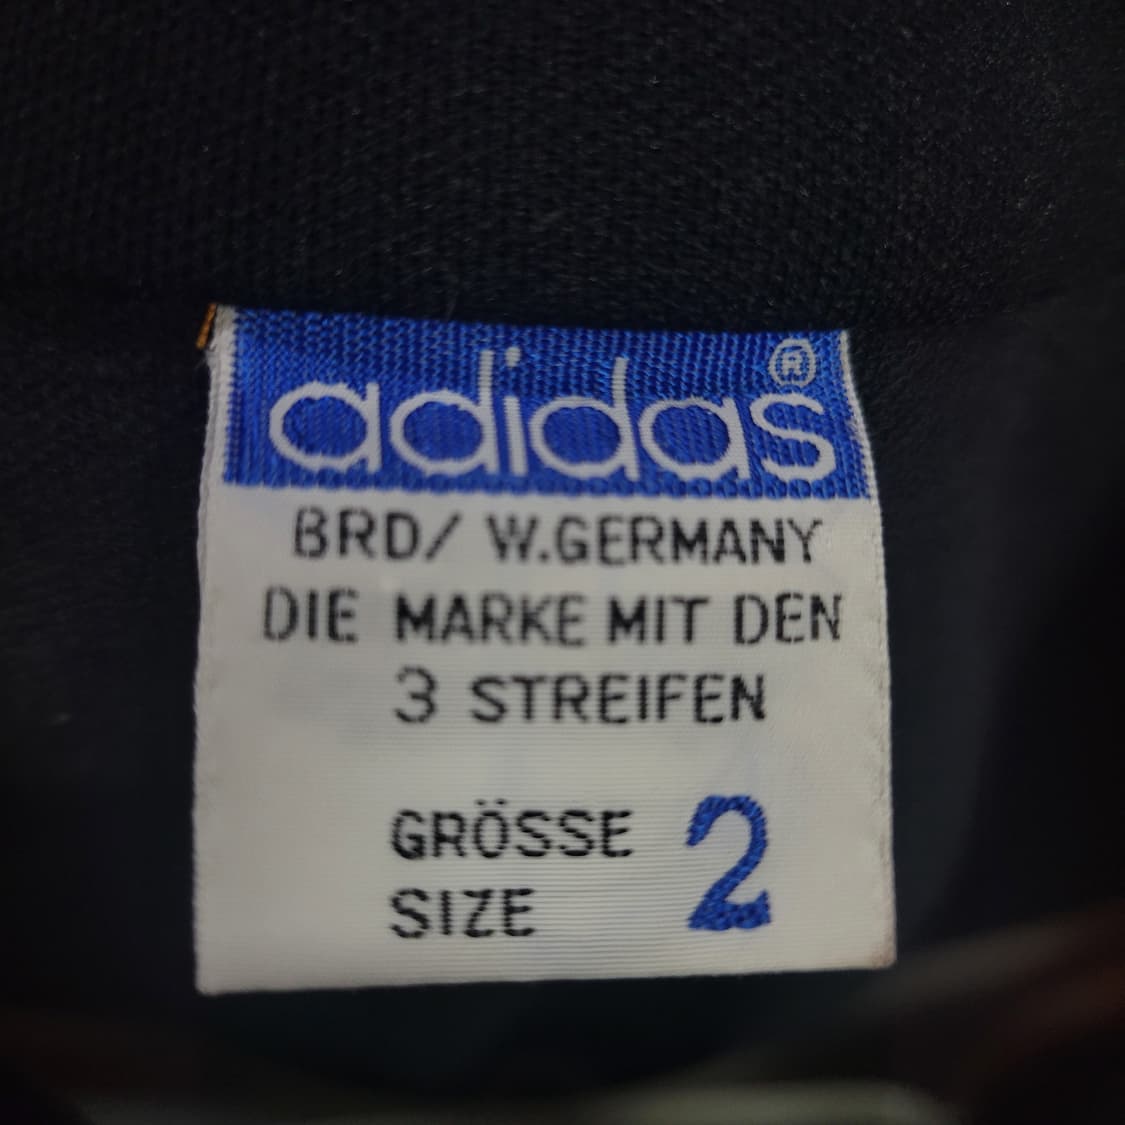 adidas®
BRD/ W.GERMANY
DIE MARKE MIT DEN
3 STREIFEN
GRÖSSE 2
SIZE